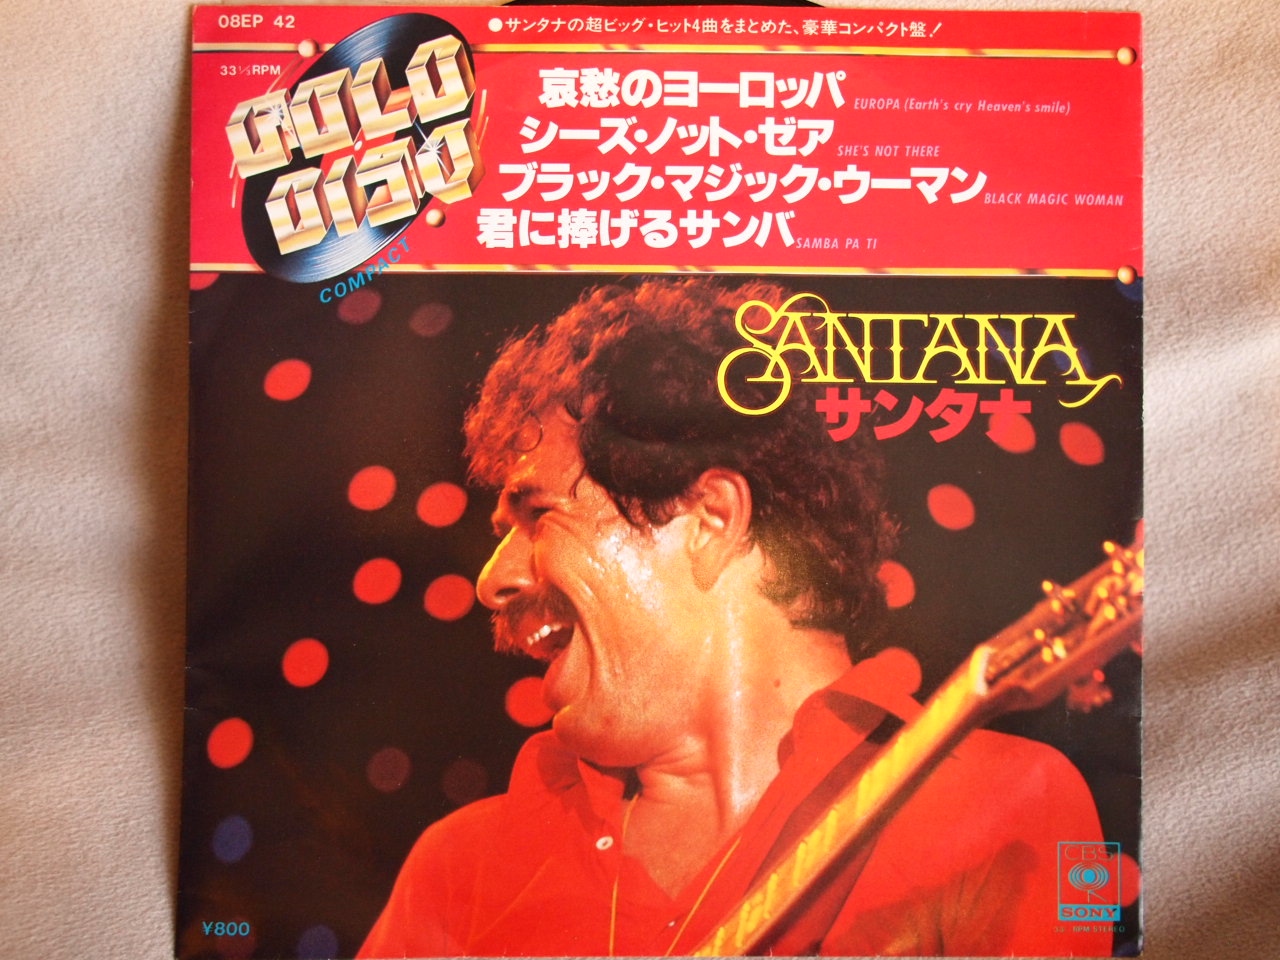 08EP 42
●サンタナの超ビッグ・ヒット4曲をまとめた、豪華コンパクト盤!
33⅓RPM
GOLD
DISC
COMPACT
哀愁のヨーロッパ EUROPA (Earth's cry Heaven's smile)
シーズ・ノット・ゼア SHE'S NOT THERE
ブラック・マジック・ウーマン BLACK MAGIC WOMAN
君に捧げるサンバ SAMBA PA TI
SANTANA
サンタナ
CBS
SONY
33⅓ RPM STEREO
¥800